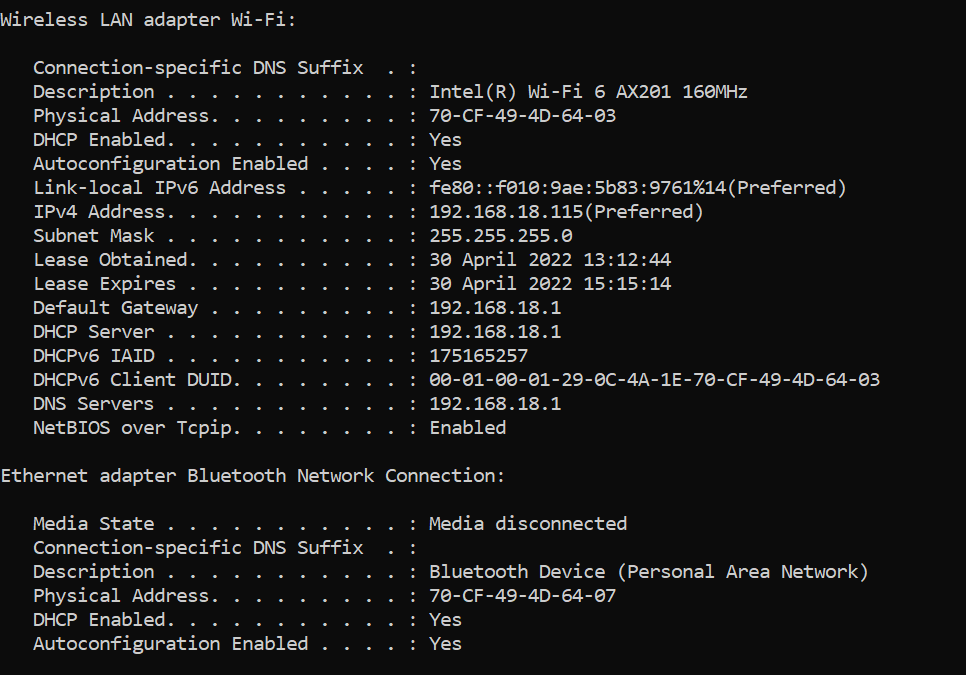 Wireless LAN adapter Wi-Fi:
Connection-specific DNS Suffix  . :
Description . . . . . . . . . . . : Intel(R) Wi-Fi 6 AX201 160MHz
Physical Address. . . . . . . . . : 70-CF-49-4D-64-03
DHCP Enabled. . . . . . . . . . . : Yes
Autoconfiguration Enabled . . . . : Yes
Link-local IPv6 Address . . . . . : fe80::f010:9ae:5b83:9761%14(Preferred)
IPv4 Address. . . . . . . . . . . : 192.168.18.115(Preferred)
Subnet Mask . . . . . . . . . . . : 255.255.255.0
Lease Obtained. . . . . . . . . . : 30 April 2022 13:12:44
Lease Expires . . . . . . . . . . : 30 April 2022 15:15:14
Default Gateway . . . . . . . . . : 192.168.18.1
DHCP Server . . . . . . . . . . . : 192.168.18.1
DHCPv6 IAID . . . . . . . . . . . : 175165257
DHCPv6 Client DUID. . . . . . . . : 00-01-00-01-29-0C-4A-1E-70-CF-49-4D-64-03
DNS Servers . . . . . . . . . . . : 192.168.18.1
NetBIOS over Tcpip. . . . . . . . : Enabled
Ethernet adapter Bluetooth Network Connection:
Media State . . . . . . . . . . . : Media disconnected
Connection-specific DNS Suffix  . :
Description . . . . . . . . . . . : Bluetooth Device (Personal Area Network)
Physical Address. . . . . . . . . : 70-CF-49-4D-64-07
DHCP Enabled. . . . . . . . . . . : Yes
Autoconfiguration Enabled . . . . : Yes